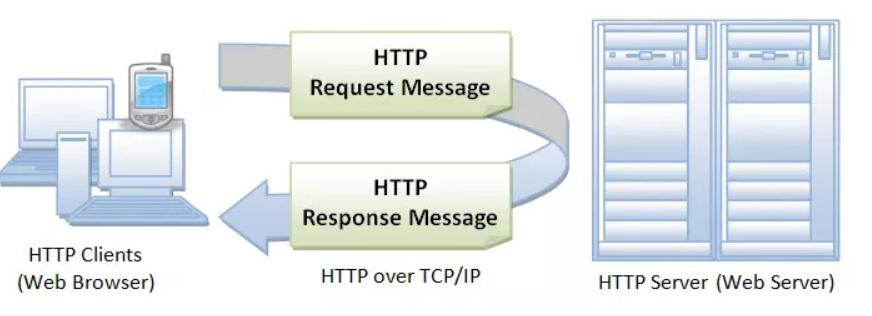 HTTP
Request Message
HTTP
Response Message
HTTP Clients
(Web Browser)
HTTP over TCP/IP
HTTP Server (Web Server)